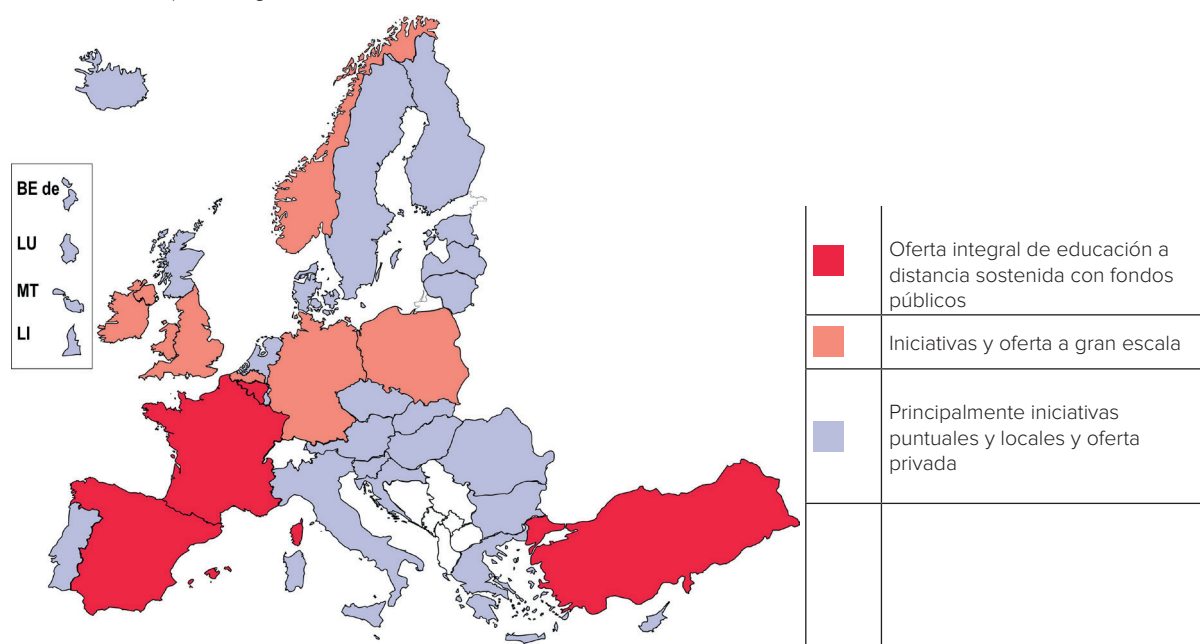 BE de
LU
MT
LI
Oferta integral de educación a
distancia sostenida con fondos
públicos
Iniciativas y oferta a gran escala
Principalmente iniciativas
puntuales y locales y oferta
privada